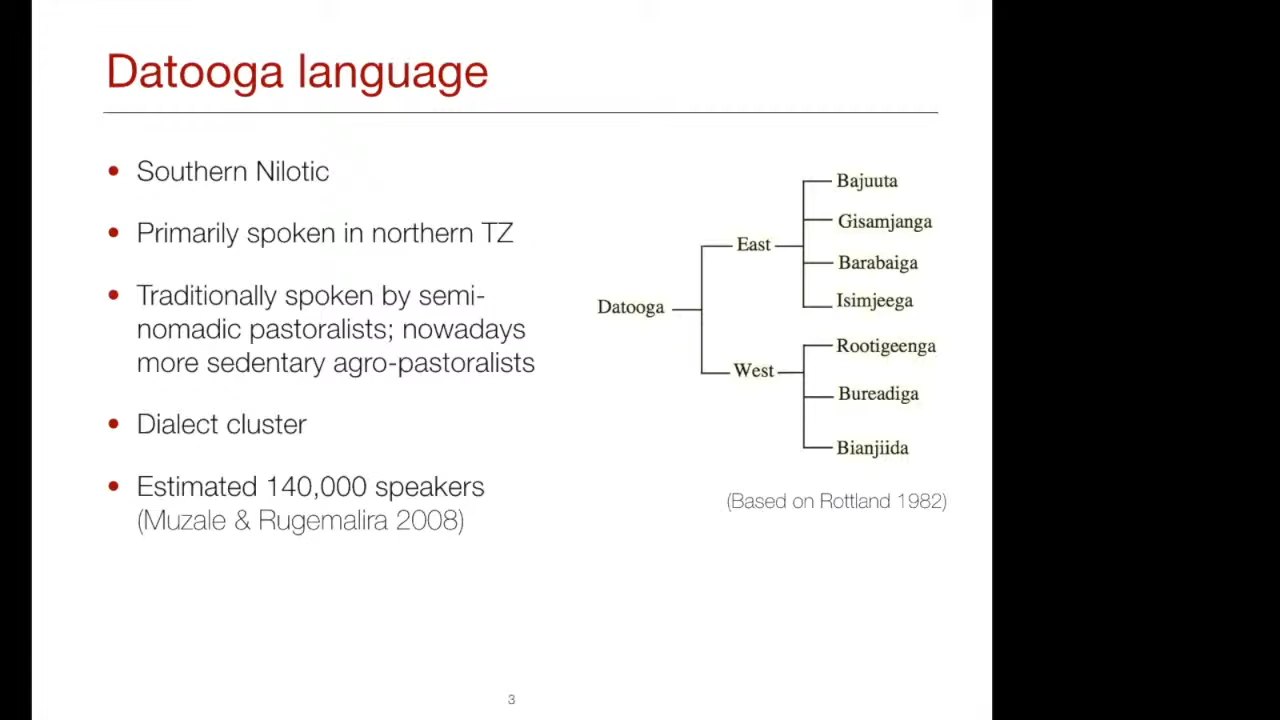 Datooga language
• Southern Nilotic
• Primarily spoken in northern TZ
• Traditionally spoken by semi-
nomadic pastoralists; nowadays
more sedentary agro-pastoralists
• Dialect cluster
• Estimated 140,000 speakers
(Muzale & Rugemalira 2008)
Datooga
East
Bajuuta
Gisamjanga
Barabaiga
Isimjeega
West
Rootigeenga
Bureadiga
Bianjiida
(Based on Rottland 1982)
3